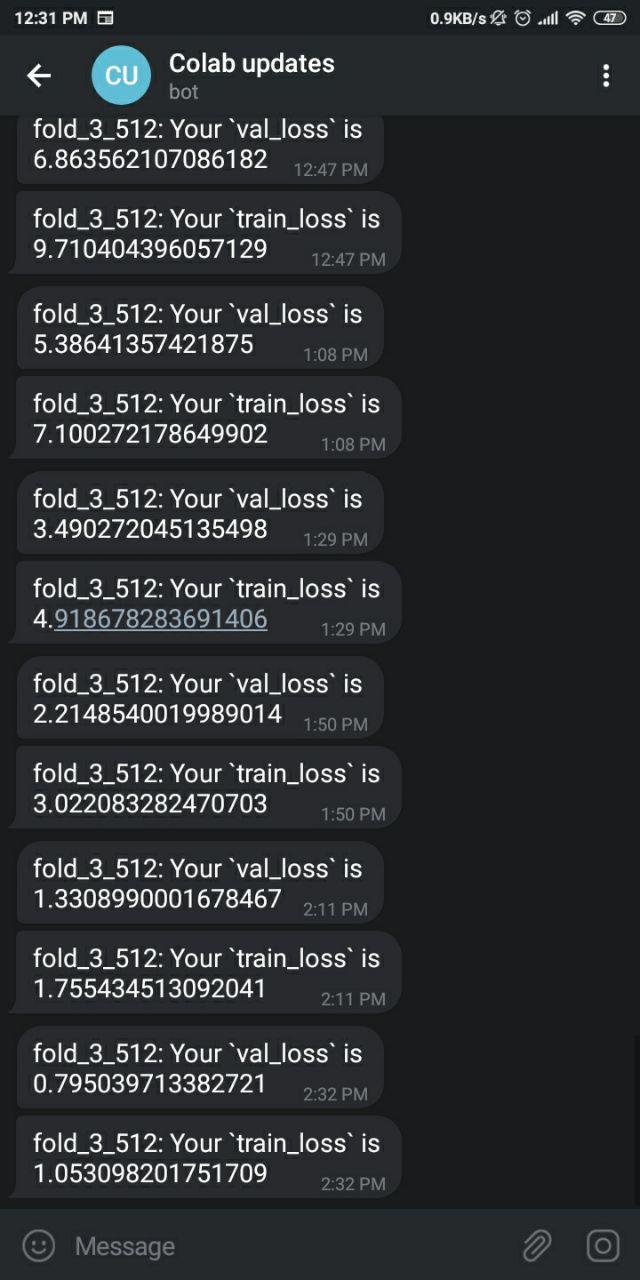 12:31 PM
0.9KB/s
47
CU
Colab updates
bot
fold_3_512: Your `val_loss` is
6.863562107086182
12:47 PM
fold_3_512: Your `train_loss` is
9.710404396057129
12:47 PM
fold_3_512: Your `val_loss` is
5.38641357421875
1:08 PM
fold_3_512: Your `train_loss` is
7.100272178649902
1:08 PM
fold_3_512: Your `val_loss` is
3.490272045135498
1:29 PM
fold_3_512: Your `train_loss` is
4.918678283691406
1:29 PM
fold_3_512: Your `val_loss` is
2.2148540019989014
1:50 PM
fold_3_512: Your `train_loss` is
3.022083282470703
1:50 PM
fold_3_512: Your `val_loss` is
1.3308990001678467
2:11 PM
fold_3_512: Your `train_loss` is
1.755434513092041
2:11 PM
fold_3_512: Your `val_loss` is
0.795039713382721
2:32 PM
fold_3_512: Your `train_loss` is
1.053098201751709
2:32 PM
Message